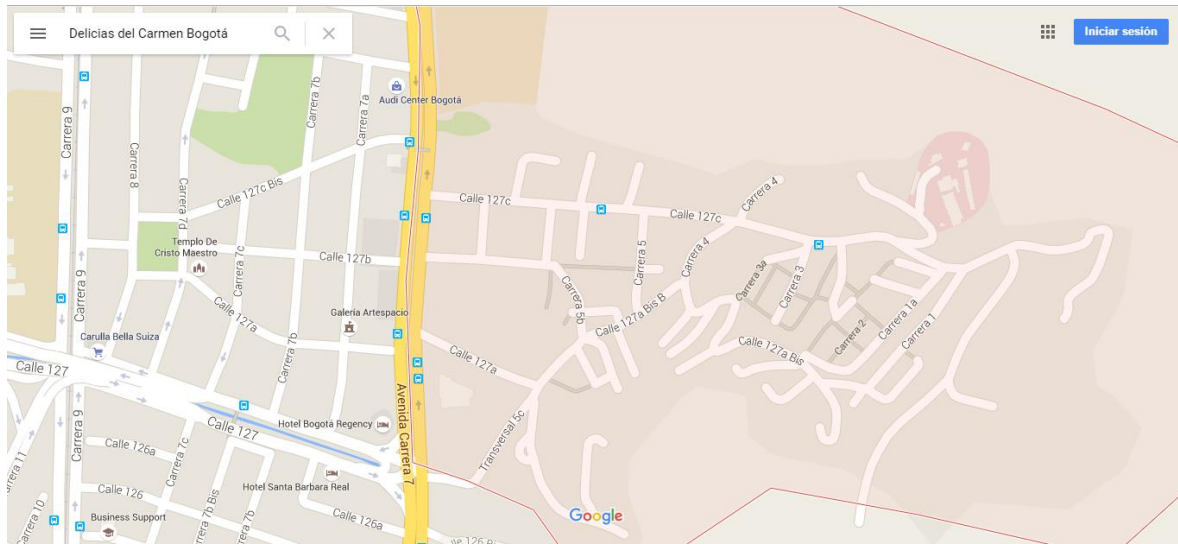 Delicias del Carmen Bogotá
Iniciar sesión
Audi Center Bogotá
Carrera 9
Carrera 8
Carrera 7d
Carrera 7b
Carrera 7a
Calle 127c Bis
Calle 127c
Calle 127c
Carrera 4
Templo De
Cristo Maestro
Carrera 7c
Calle 127b
Carrera 5
Carrera 4
Carrera 3a
Carrera 3
Carrera 9
Galería Artespacio
Carrera 5b
Calle 127a Bis B
Carrera 2
Carrera 1a
Carrera 1
Calle 127a
Carulla Bella Suiza
Carrera 7b
Calle 127a
Calle 127a Bis
Calle 127
Avenida Carrera 7
Hotel Bogotá Regency
Calle 127
Transversal 5c
Carrera 9
Calle 126a
Carrera 7c
Carrera 11
Hotel Santa Barbara Real
Calle 126
Carrera 7b Bis
Carrera 7b
Calle 126a
Carrera 10
Business Support
Google